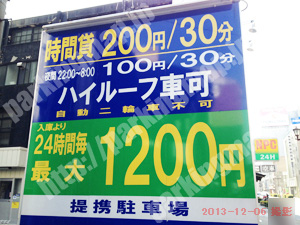 時間貸 200円/30分
夜間 22:00~8:00 100円/30分
ハイルーフ車可
自動二輪車不可
入庫より
24時間毎
最大 1200円
提携駐車場
24H
2013-12-06